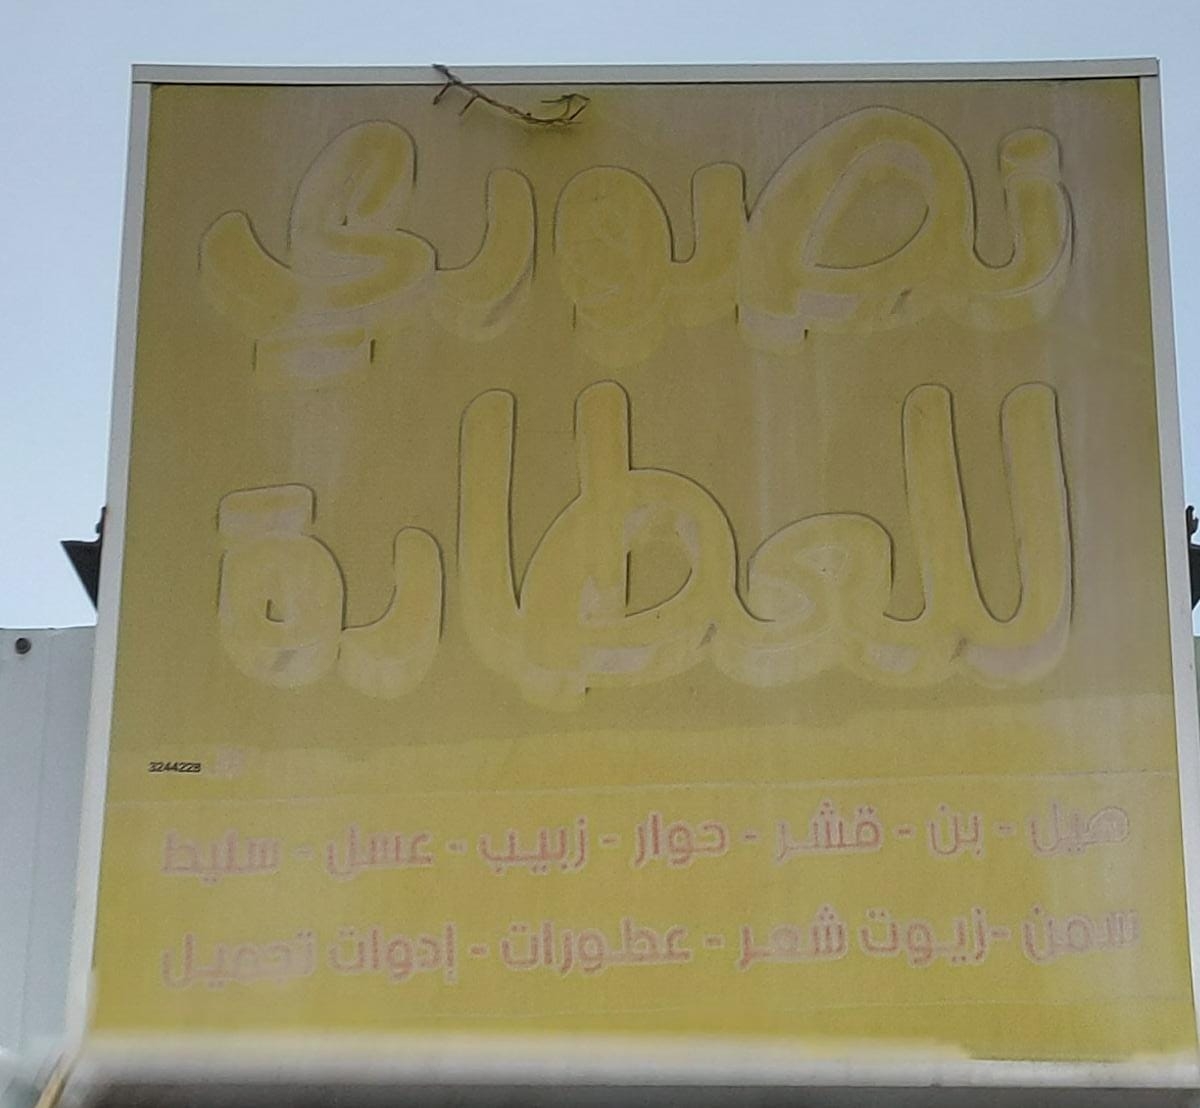 نصوري
للعطارة
3244228
هيل - بن - قشر - حوار - زبيب - عسل - سليط
سمن - زيوت شعر - عطورات - إدوات تجميل